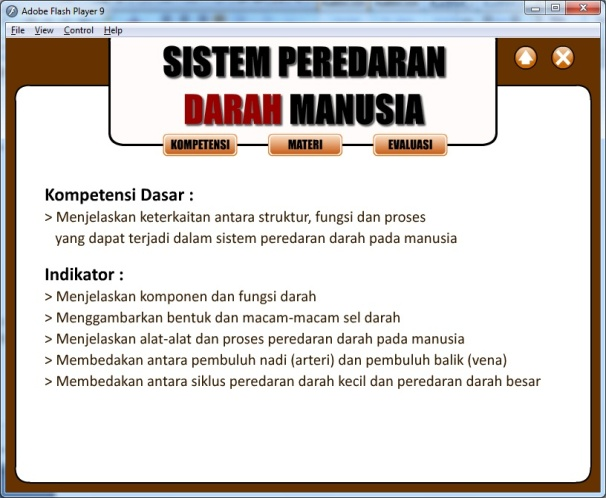 Adobe Flash Player 9
File View Control Help
SISTEM PEREDARAN
DARAH MANUSIA
KOMPETENSI MATERI EVALUASI
Kompetensi Dasar :
> Menjelaskan keterkaitan antara struktur, fungsi dan proses
yang dapat terjadi dalam sistem peredaran darah pada manusia
Indikator :
> Menjelaskan komponen dan fungsi darah
> Menggambarkan bentuk dan macam-macam sel darah
> Menjelaskan alat-alat dan proses peredaran darah pada manusia
> Membedakan antara pembuluh nadi (arteri) dan pembuluh balik (vena)
> Membedakan antara siklus peredaran darah kecil dan peredaran darah besar